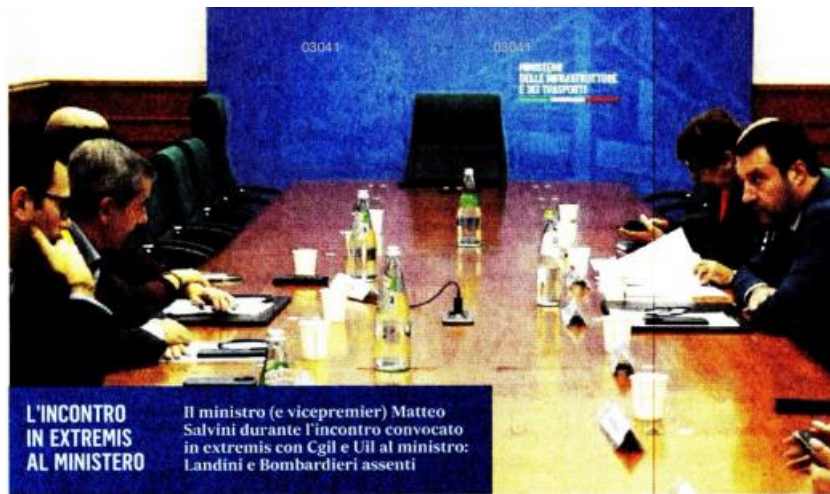 03041
03041
MINISTERO
DELLE INFRASTRUTTURE
E DEI TRASPORTI
L'INCONTRO
IN EXTREMIS
AL MINISTERO
Il ministro (e vicepremier) Matteo
Salvini durante l'incontro convocato
in extremis con Cgil e Uil al ministro:
Landini e Bombardieri assenti